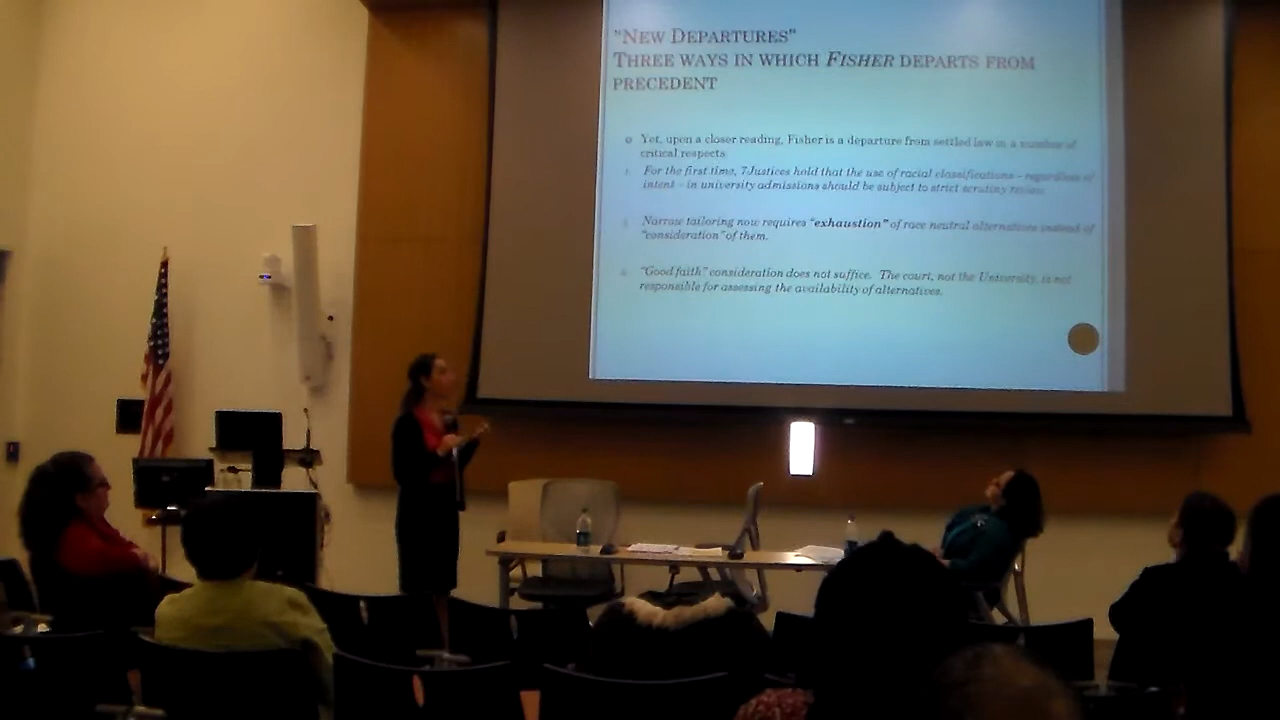 "NEW DEPARTURES"
THREE WAYS IN WHICH FISHER DEPARTS FROM
PRECEDENT
Yet, upon a closer reading, Fisher is a departure from settled law in a number of
critical respects
For the first time, 7 Justices hold that the use of racial classifications – regardless of
intent – in university admissions should be subject to strict scrutiny review.
Narrow tailoring now requires "exhaustion" of race neutral alternatives instead of
"consideration" of them.
"Good faith" consideration does not suffice. The court, not the University, is not
responsible for assessing the availability of alternatives.